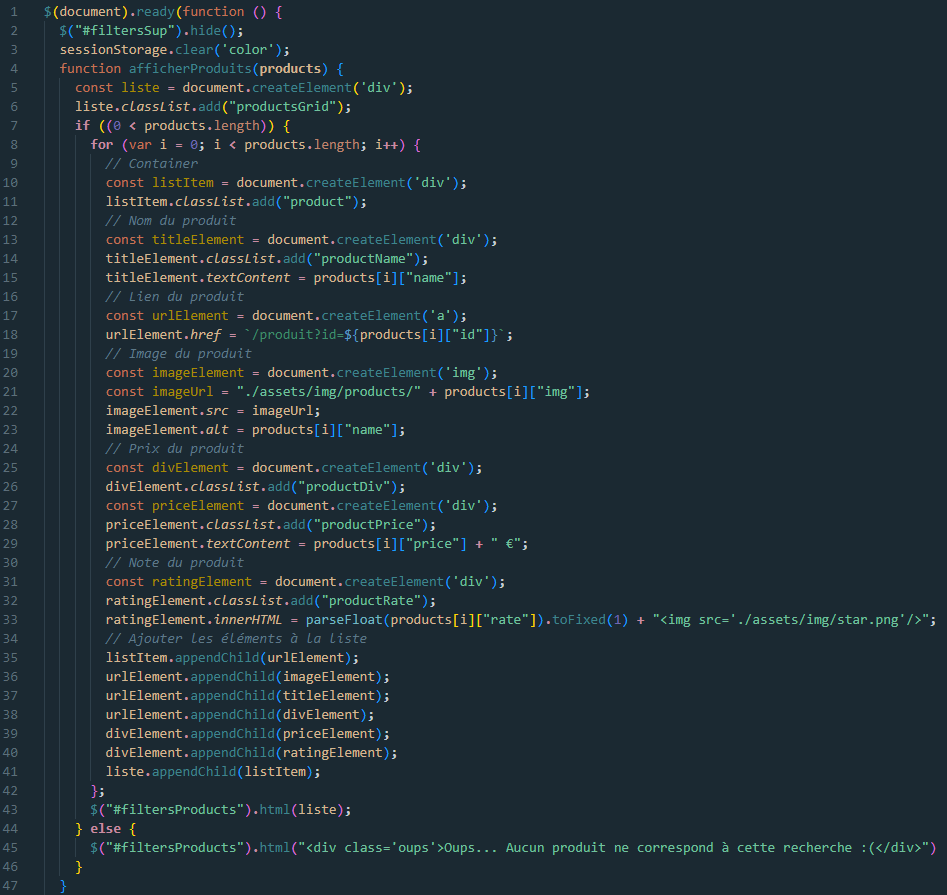 1 $(document).ready(function () {
2   $("#filtersSup").hide();
3   sessionStorage.clear('color');
4   function afficherProduits(products) {
5     const liste = document.createElement('div');
6     liste.classList.add("productsGrid");
7     if ((0 < products.length)) {
8       for (var i = 0; i < products.length; i++) {
9         // Container
10         const listItem = document.createElement('div');
11         listItem.classList.add("product");
12         // Nom du produit
13         const titleElement = document.createElement('div');
14         titleElement.classList.add("productName");
15         titleElement.textContent = products[i]["name"];
16         // Lien du produit
17         const urlElement = document.createElement('a');
18         urlElement.href = `/produit?id=${products[i]["id"]}`;
19         // Image du produit
20         const imageElement = document.createElement('img');
21         const imageUrl = "./assets/img/products/" + products[i]["img"];
22         imageElement.src = imageUrl;
23         imageElement.alt = products[i]["name"];
24         // Prix du produit
25         const divElement = document.createElement('div');
26         divElement.classList.add("productDiv");
27         const priceElement = document.createElement('div');
28         priceElement.classList.add("productPrice");
29         priceElement.textContent = products[i]["price"] + " €";
30         // Note du produit
31         const ratingElement = document.createElement('div');
32         ratingElement.classList.add("productRate");
33         ratingElement.innerHTML = parseFloat(products[i]["rate"]).toFixed(1) + "<img src='./assets/img/star.png'/>";
34         // Ajouter les éléments à la liste
35         listItem.appendChild(urlElement);
36         urlElement.appendChild(imageElement);
37         urlElement.appendChild(titleElement);
38         urlElement.appendChild(divElement);
39         divElement.appendChild(priceElement);
40         divElement.appendChild(ratingElement);
41         liste.appendChild(listItem);
42       };
43       $("#filtersProducts").html(liste);
44     } else {
45       $("#filtersProducts").html("<div class='oups'>Oups... Aucun produit ne correspond à cette recherche :(</div>")
46     }
47   }